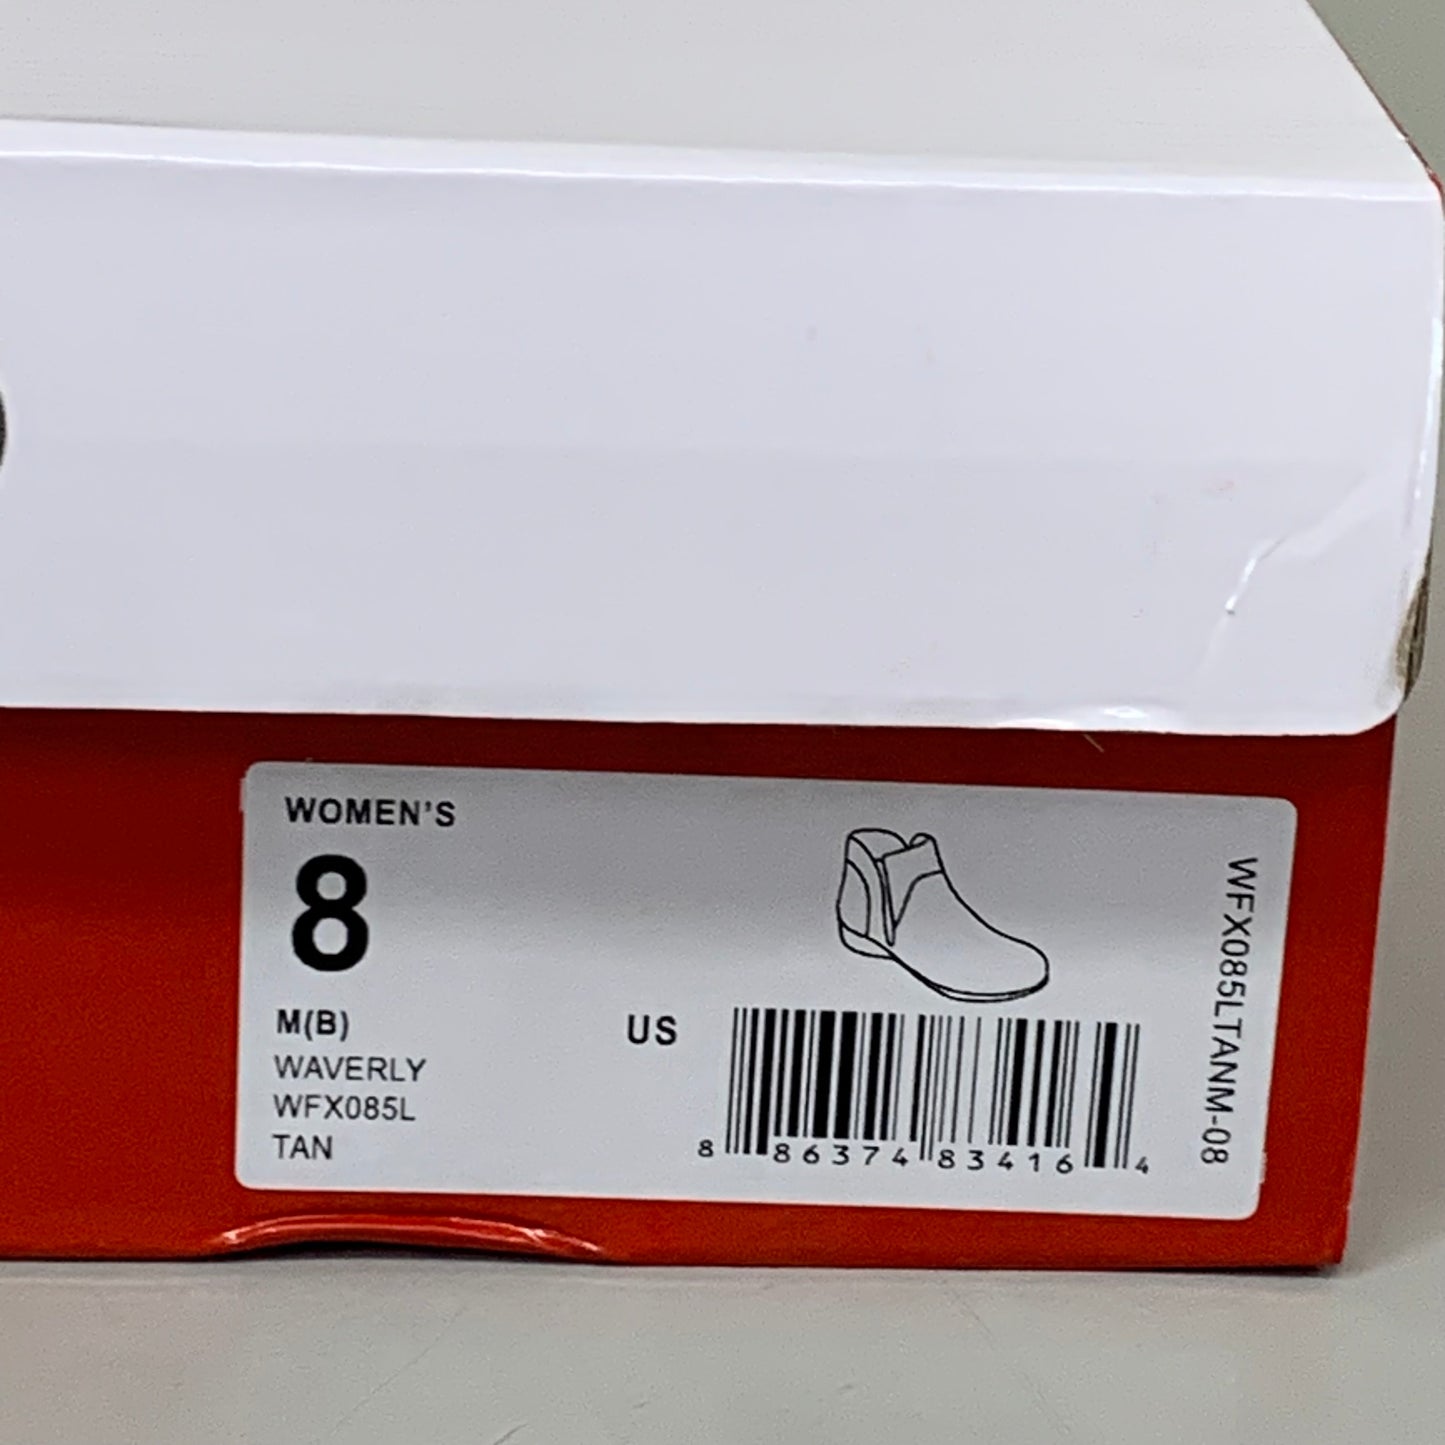 WOMEN'S
8
M(B)
US
WAVERLY
WFX085L
TAN
8 86374 83416 4
WFX085LTANM-08